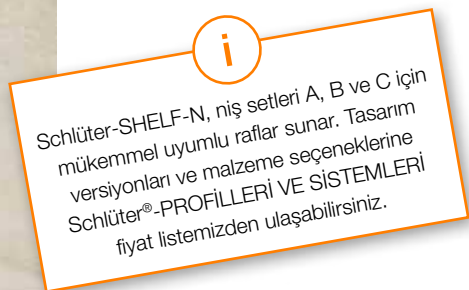 i
Schlüter-SHELF-N, niş setleri A, B ve C için
mükemmel uyumlu raflar sunar. Tasarım
versiyonları ve malzeme seçeneklerine
Schlüter®-PROFİLLERİ VE SİSTEMLERİ
fiyat listemizden ulaşabilirsiniz.